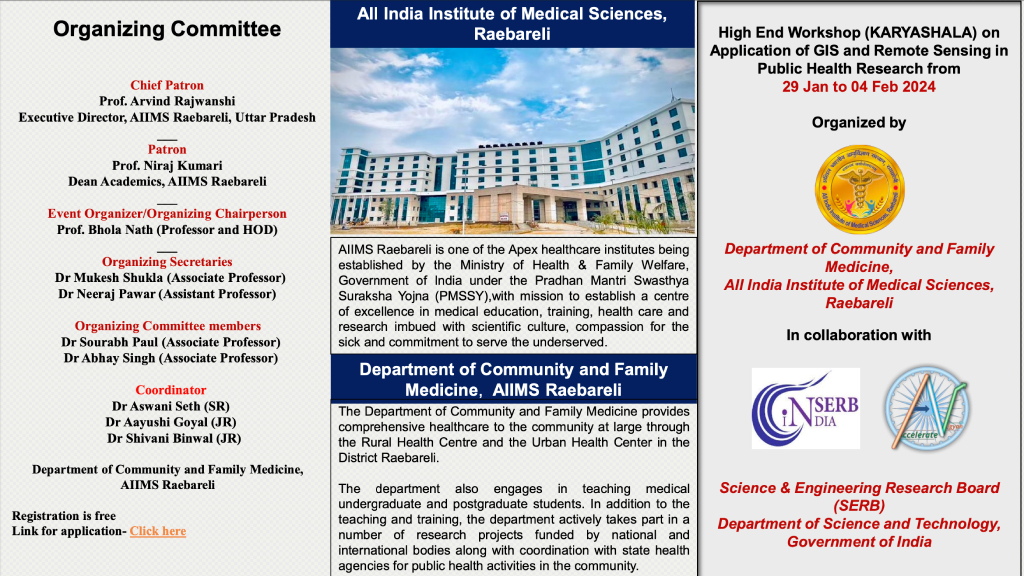 Organizing Committee
Chief Patron
Prof. Arvind Rajwanshi
Executive Director, AIIMS Raebareli, Uttar Pradesh
Patron
Prof. Niraj Kumari
Dean Academics, AIIMS Raebareli
Event Organizer/Organizing Chairperson
Prof. Bhola Nath (Professor and HOD)
Organizing Secretaries
Dr Mukesh Shukla (Associate Professor)
Dr Neeraj Pawar (Assistant Professor)
Organizing Committee members
Dr Sourabh Paul (Associate Professor)
Dr Abhay Singh (Associate Professor)
Coordinator
Dr Aswani Seth (SR)
Dr Aayushi Goyal (JR)
Dr Shivani Binwal (JR)
Department of Community and Family Medicine,
AIIMS Raebareli
Registration is free
Link for application- Click here
All India Institute of Medical Sciences,
Raebareli
AIIMS Raebareli is one of the Apex healthcare institutes being
established by the Ministry of Health & Family Welfare,
Government of India under the Pradhan Mantri Swasthya
Suraksha Yojna (PMSSY),with mission to establish a centre
of excellence in medical education, training, health care and
research imbued with scientific culture, compassion for the
sick and commitment to serve the underserved.
Department of Community and Family
Medicine, AIIMS Raebareli
The Department of Community and Family Medicine provides
comprehensive healthcare to the community at large through
the Rural Health Centre and the Urban Health Center in the
District Raebareli.
The department also engages in teaching medical
undergraduate and postgraduate students. In addition to the
teaching and training, the department actively takes part in a
number of research projects funded by national and
international bodies along with coordination with state health
agencies for public health activities in the community.
High End Workshop (KARYASHALA) on
Application of GIS and Remote Sensing in
Public Health Research from
29 Jan to 04 Feb 2024
Organized by
All India Institute of Medical Sciences, Raebareli
Department of Community and Family
Medicine,
All India Institute of Medical Sciences,
Raebareli
In collaboration with
SERB
iNDIA
A V
ccelerate
Science & Engineering Research Board
(SERB)
Department of Science and Technology,
Government of India